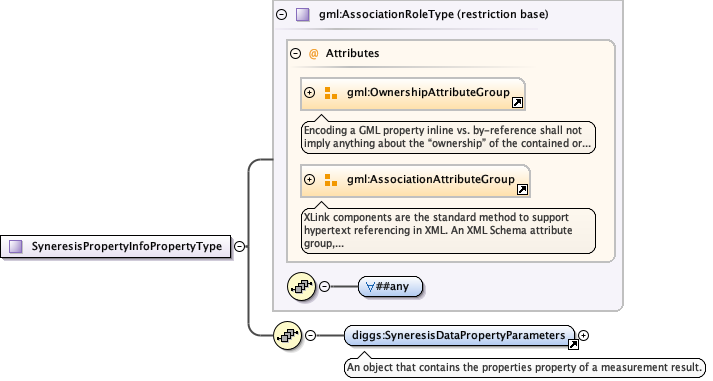 gml:AssociationRoleType (restriction base)
@ Attributes
gml:OwnershipAttributeGroup
Encoding a GML property inline vs. by-reference shall not
imply anything about the “ownership” of the contained or...
gml:AssociationAttributeGroup
XLink components are the standard method to support
hypertext referencing in XML. An XML Schema attribute
group,...
SyneresisPropertyInfoPropertyType
∀##any
diggs:SyneresisDataPropertyParameters
An object that contains the properties property of a measurement result.